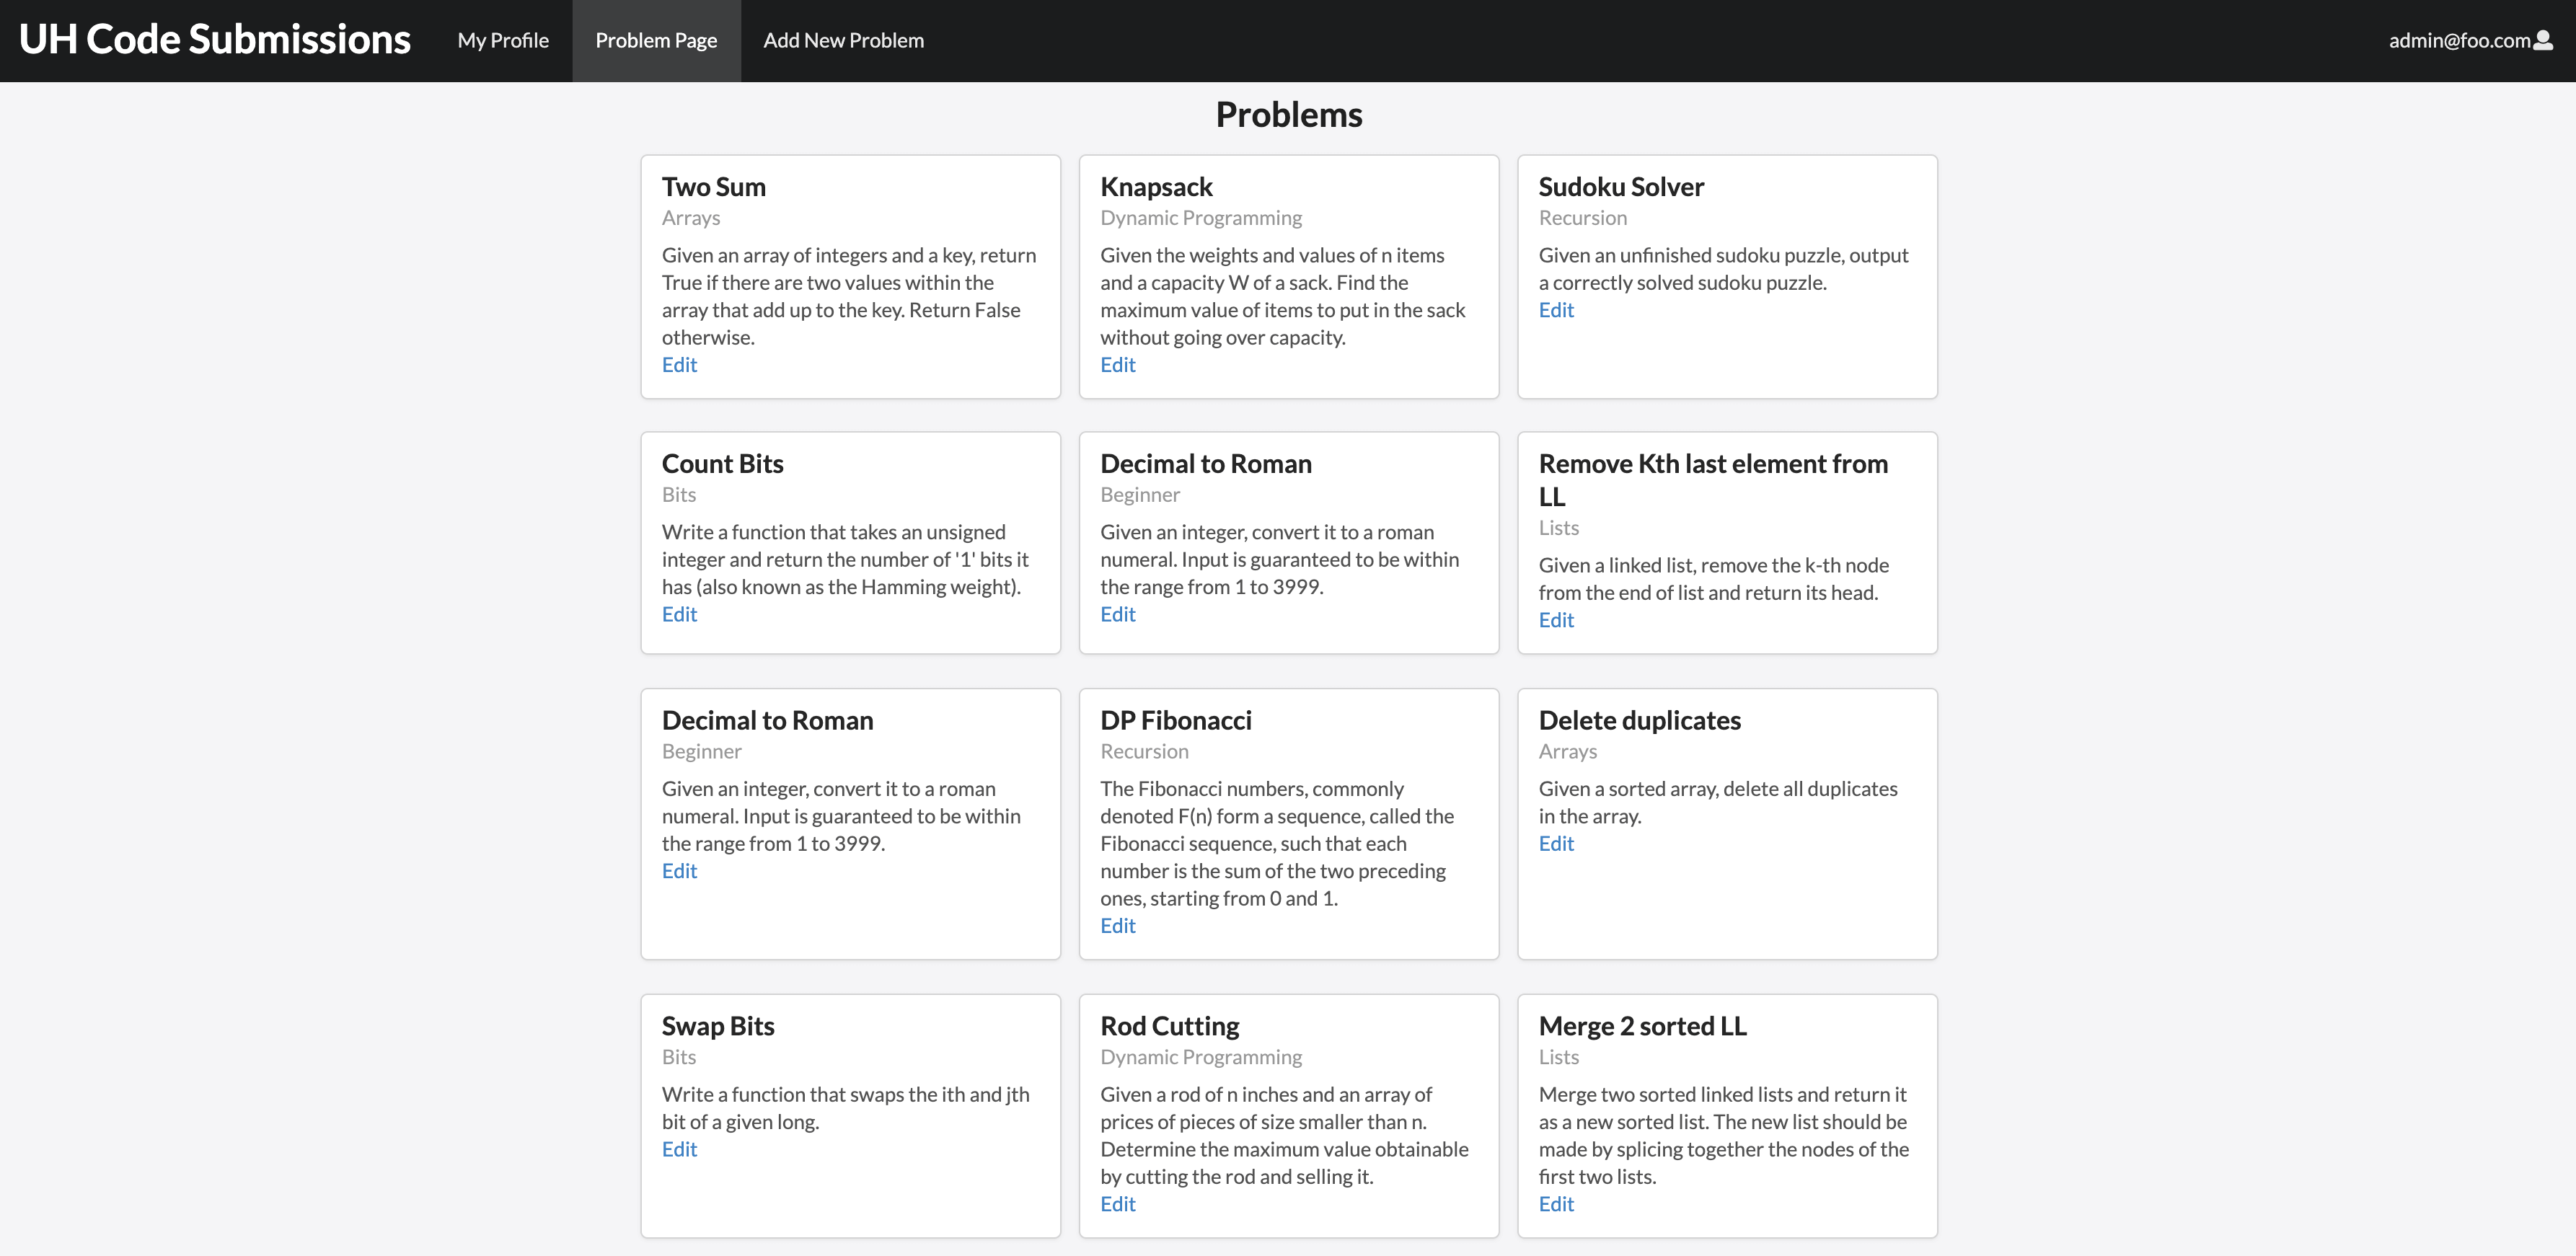 UH Code Submissions
My Profile
Problem Page
Add New Problem
admin@foo.com
Problems
Two Sum
Arrays
Given an array of integers and a key, return
True if there are two values within the
array that add up to the key. Return False
otherwise.
Edit
Knapsack
Dynamic Programming
Given the weights and values of n items
and a capacity W of a sack. Find the
maximum value of items to put in the sack
without going over capacity.
Edit
Sudoku Solver
Recursion
Given an unfinished sudoku puzzle, output
a correctly solved sudoku puzzle.
Edit
Count Bits
Bits
Write a function that takes an unsigned
integer and return the number of '1' bits it
has (also known as the Hamming weight).
Edit
Decimal to Roman
Beginner
Given an integer, convert it to a roman
numeral. Input is guaranteed to be within
the range from 1 to 3999.
Edit
Remove Kth last element from
LL
Lists
Given a linked list, remove the k-th node
from the end of list and return its head.
Edit
Decimal to Roman
Beginner
Given an integer, convert it to a roman
numeral. Input is guaranteed to be within
the range from 1 to 3999.
Edit
DP Fibonacci
Recursion
The Fibonacci numbers, commonly
denoted F(n) form a sequence, called the
Fibonacci sequence, such that each
number is the sum of the two preceding
ones, starting from 0 and 1.
Edit
Delete duplicates
Arrays
Given a sorted array, delete all duplicates
in the array.
Edit
Swap Bits
Bits
Write a function that swaps the ith and jth
bit of a given long.
Edit
Rod Cutting
Dynamic Programming
Given a rod of n inches and an array of
prices of pieces of size smaller than n.
Determine the maximum value obtainable
by cutting the rod and selling it.
Edit
Merge 2 sorted LL
Lists
Merge two sorted linked lists and return it
as a new sorted list. The new list should be
made by splicing together the nodes of the
first two lists.
Edit